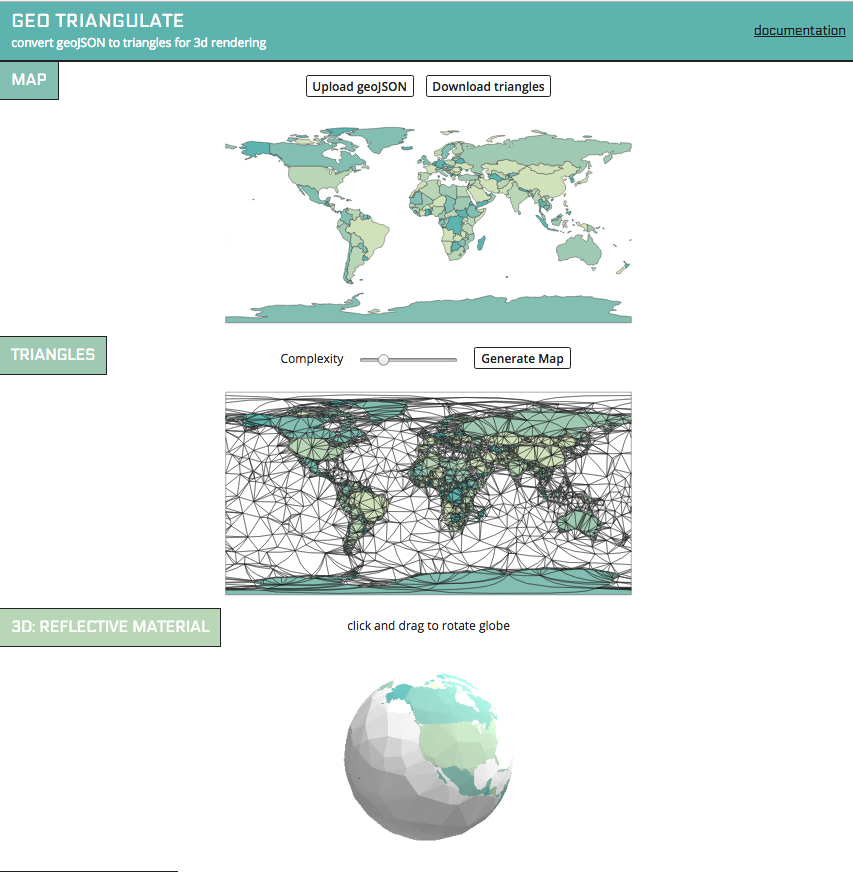 GEO TRIANGULATE
convert geoJSON to triangles for 3d rendering
documentation
MAP
Upload geoJSON
Download triangles
TRIANGLES
Complexity
Generate Map
3D: REFLECTIVE MATERIAL
click and drag to rotate globe